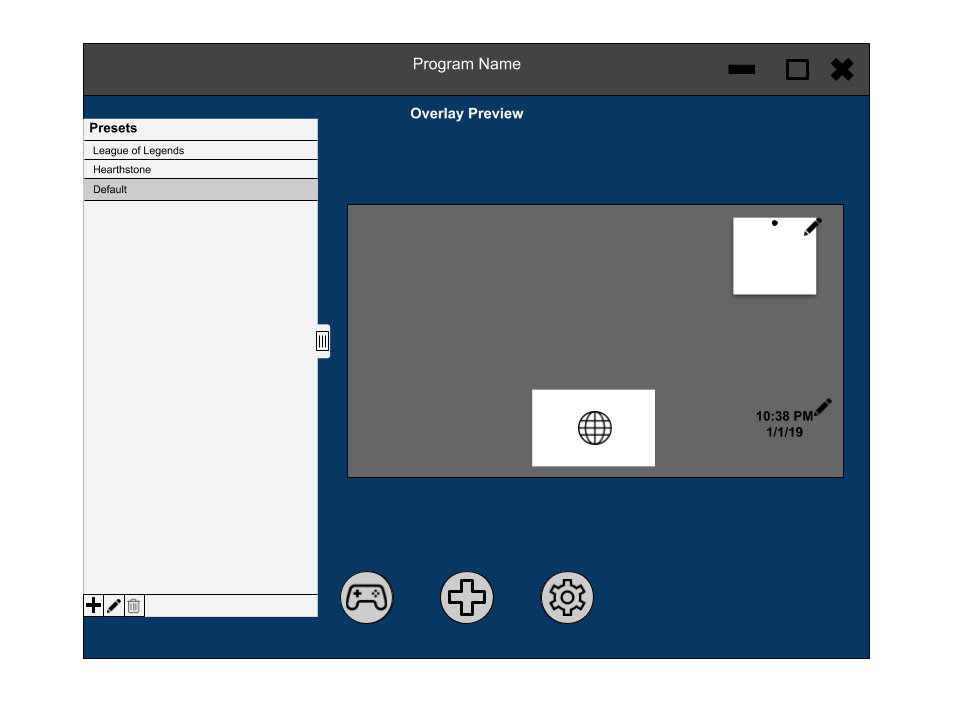 Program Name
Overlay Preview
Presets
League of Legends
Hearthstone
Default
10:38 PM
1/1/19